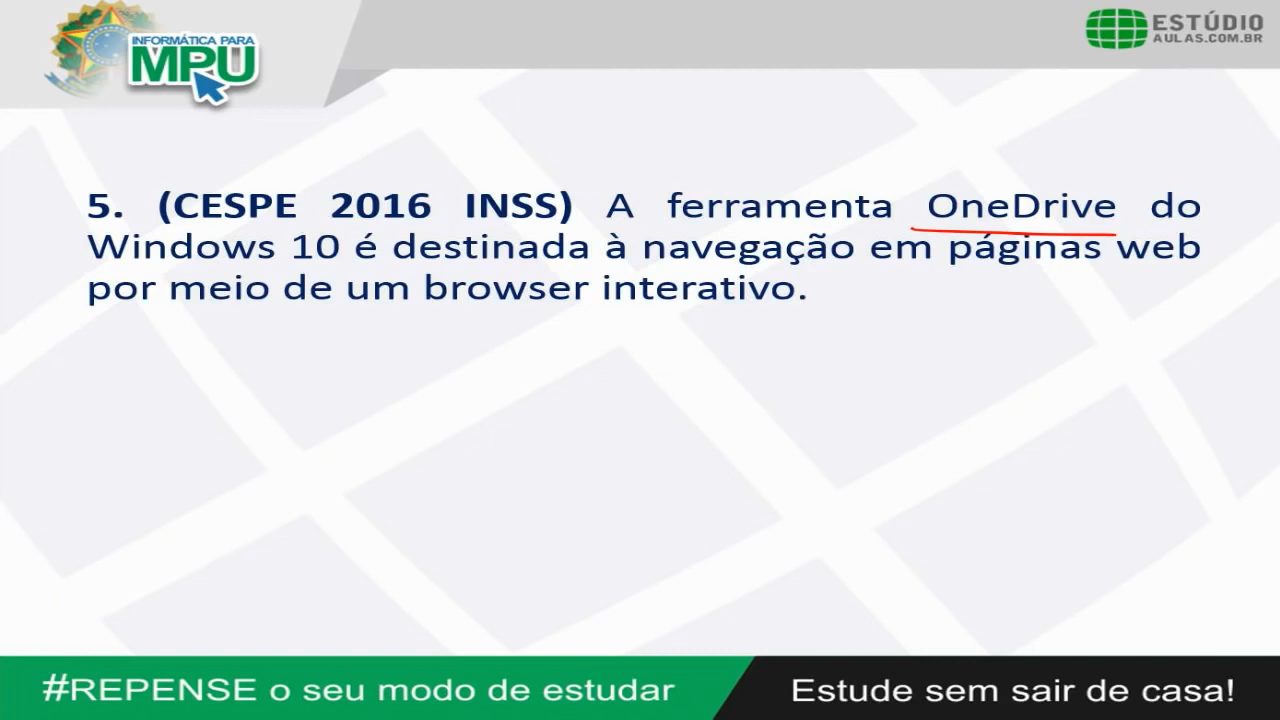 INFORMÁTICA PARA
MPU
ESTÚDIO
AULAS.COM.BR
5. (CESPE 2016 INSS) A ferramenta OneDrive do
Windows 10 é destinada à navegação em páginas web
por meio de um browser interativo.
#REPENSE o seu modo de estudar
Estude sem sair de casa!